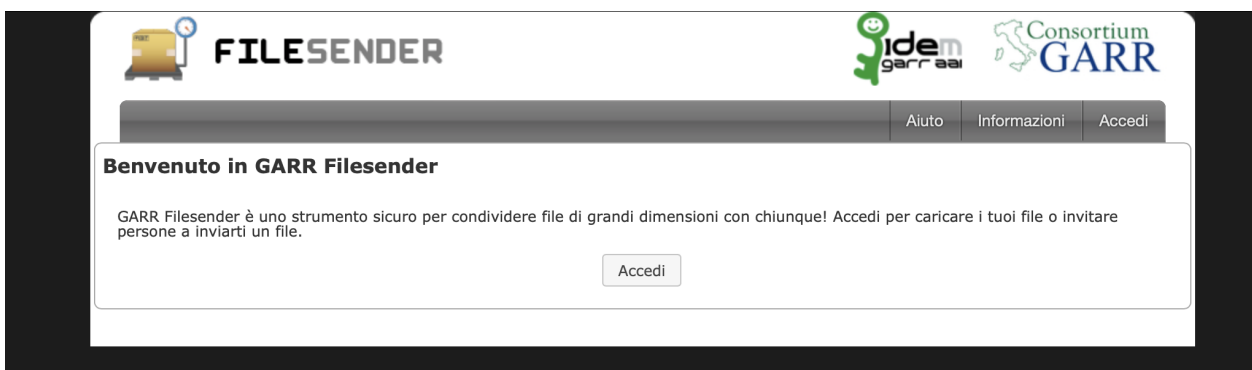 FILESENDER
idem
garr aai
Consortium
GARR
Aiuto Informazioni Accedi
Benvenuto in GARR Filesender
GARR Filesender è uno strumento sicuro per condividere file di grandi dimensioni con chiunque! Accedi per caricare i tuoi file o invitare
persone a inviarti un file.
Accedi